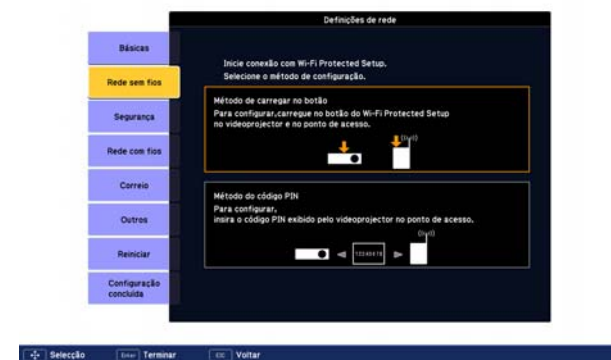 Definições de rede
Básicas
Rede sem fios
Segurança
Rede com fios
Correio
Outros
Reiniciar
Configuração
concluída
Inicie conexão com Wi-Fi Protected Setup.
Selecione o método de configuração.
Método de carregar no botão
Para configurar,carregue no botão do Wi-Fi Protected Setup
no videoprojector e no ponto de acesso.
Método do código PIN
Para configurar,
insira o código PIN exibido pelo videoprojector no ponto de acesso.
Selecção
Enter Terminar
ESC Voltar